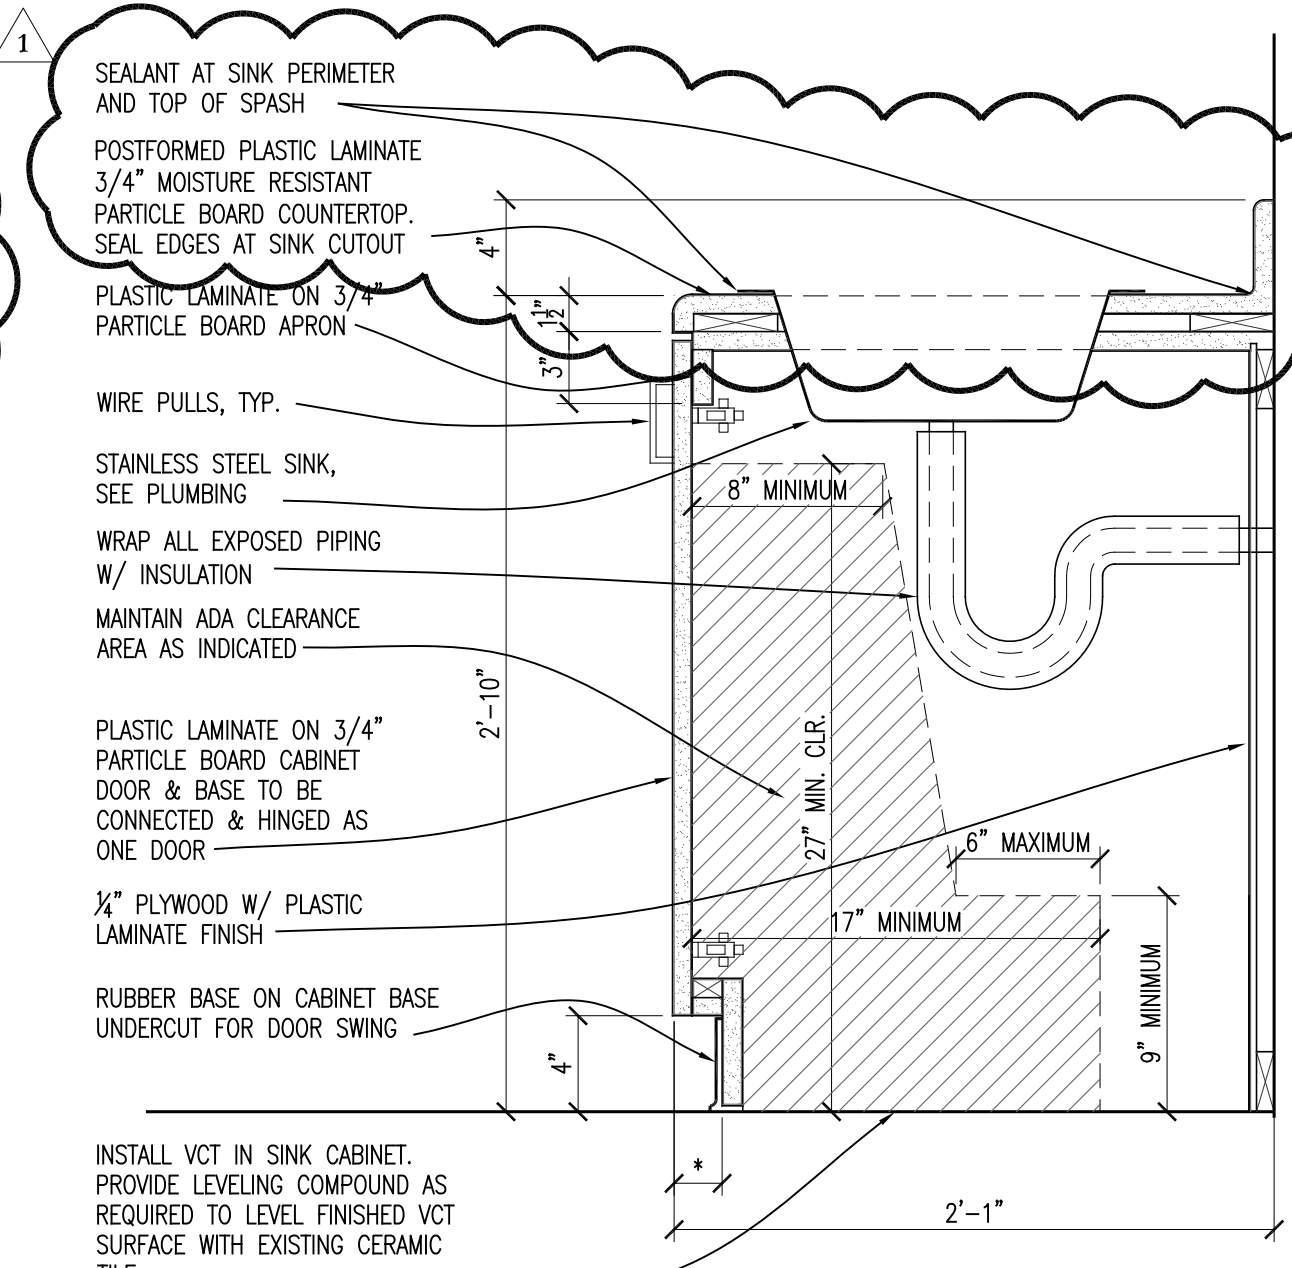 1
SEALANT AT SINK PERIMETER
AND TOP OF SPASH
POSTFORMED PLASTIC LAMINATE
3/4" MOISTURE RESISTANT
PARTICLE BOARD COUNTERTOP.
SEAL EDGES AT SINK CUTOUT
PLASTIC LAMINATE ON 3/4"
PARTICLE BOARD APRON
WIRE PULLS, TYP.
STAINLESS STEEL SINK,
SEE PLUMBING
WRAP ALL EXPOSED PIPING
W/ INSULATION
MAINTAIN ADA CLEARANCE
AREA AS INDICATED
PLASTIC LAMINATE ON 3/4"
PARTICLE BOARD CABINET
DOOR & BASE TO BE
CONNECTED & HINGED AS
ONE DOOR
1/4" PLYWOOD W/ PLASTIC
LAMINATE FINISH
RUBBER BASE ON CABINET BASE
UNDERCUT FOR DOOR SWING
INSTALL VCT IN SINK CABINET.
PROVIDE LEVELING COMPOUND AS
REQUIRED TO LEVEL FINISHED VCT
SURFACE WITH EXISTING CERAMIC
4"
1 1/2"
3"
2'-10"
8" MINIMUM
27" MIN. CLR.
6" MAXIMUM
17" MINIMUM
9" MINIMUM
4"
*
2'-1"